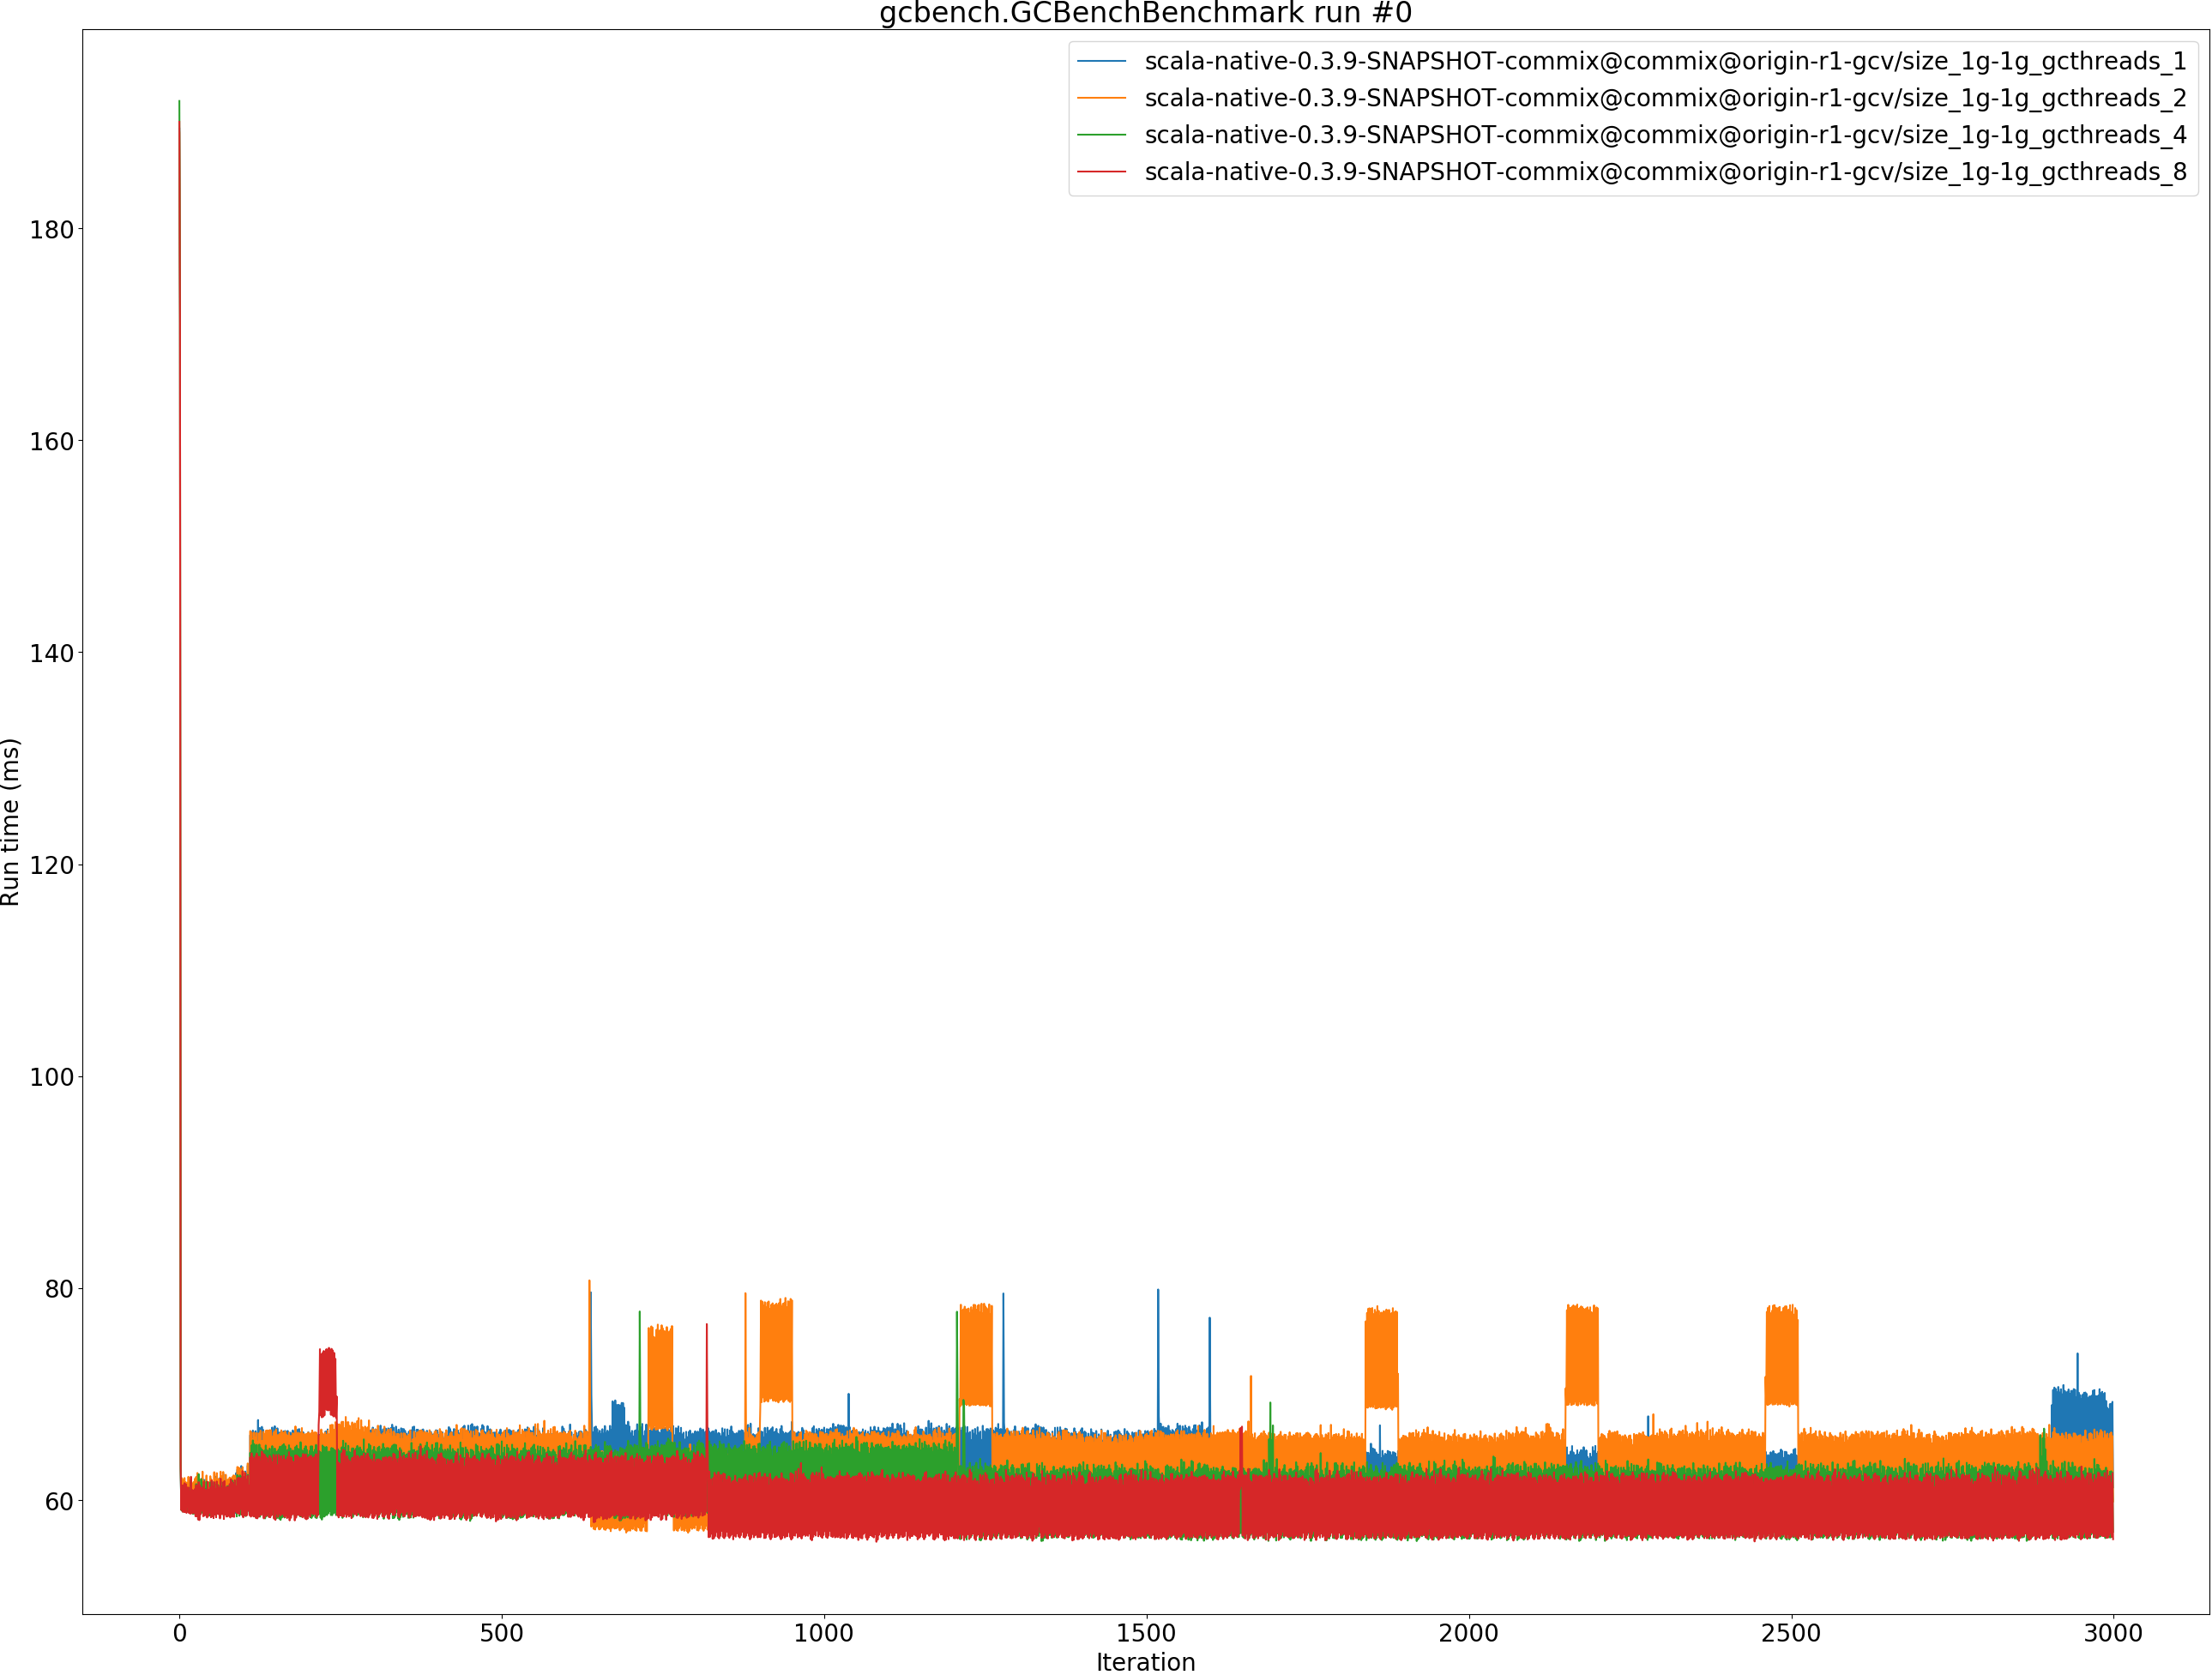 gcbench.GCBenchBenchmark run #0
scala-native-0.3.9-SNAPSHOT-commix@commix@origin-r1-gcv/size_1g-1g_gcthreads_1
scala-native-0.3.9-SNAPSHOT-commix@commix@origin-r1-gcv/size_1g-1g_gcthreads_2
scala-native-0.3.9-SNAPSHOT-commix@commix@origin-r1-gcv/size_1g-1g_gcthreads_4
scala-native-0.3.9-SNAPSHOT-commix@commix@origin-r1-gcv/size_1g-1g_gcthreads_8
180
160
140
120
100
80
60
Run time (ms)
0 500 1000 1500 2000 2500 3000
Iteration